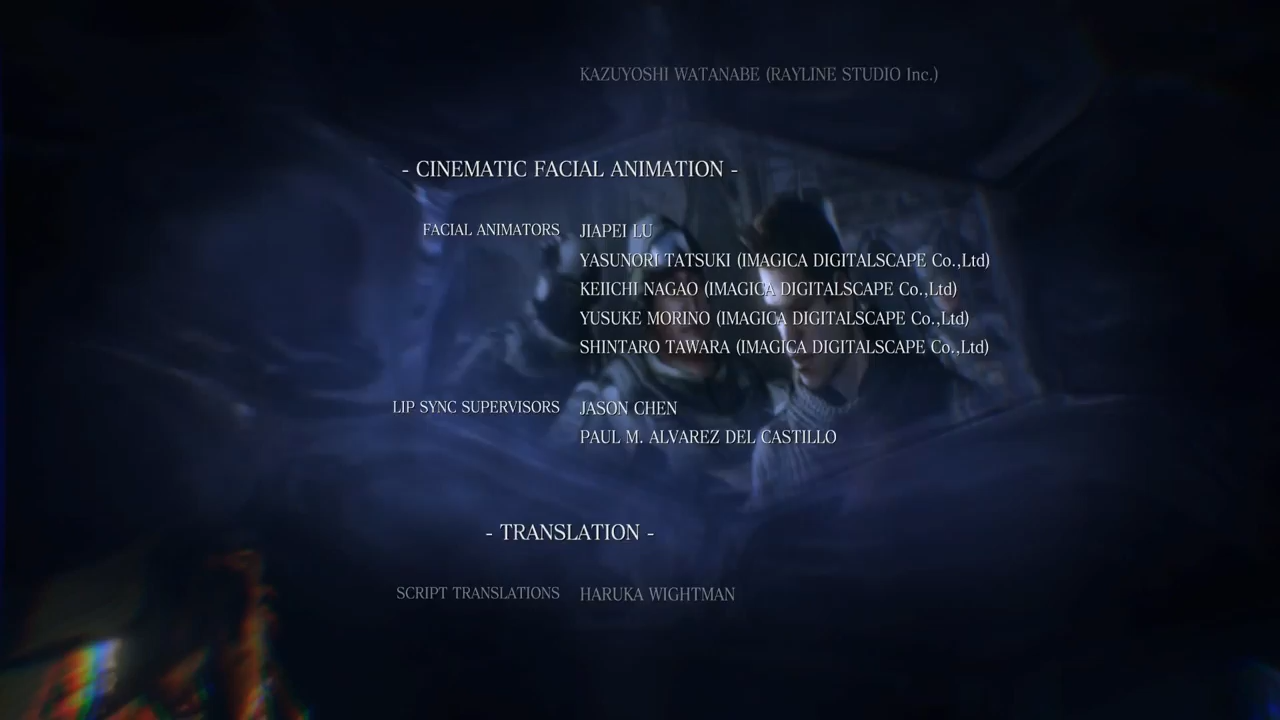 KAZUYOSHI WATANABE (RAYLINE STUDIO Inc.)
- CINEMATIC FACIAL ANIMATION -
FACIAL ANIMATORS JIAPEI LU
YASUNORI TATSUKI (IMAGICA DIGITALSCAPE Co.,Ltd)
KEIICHI NAGAO (IMAGICA DIGITALSCAPE Co.,Ltd)
YUSUKE MORINO (IMAGICA DIGITALSCAPE Co.,Ltd)
SHINTARO TAWARA (IMAGICA DIGITALSCAPE Co.,Ltd)
LIP SYNC SUPERVISORS JASON CHEN
PAUL M. ALVAREZ DEL CASTILLO
- TRANSLATION -
SCRIPT TRANSLATIONS HARUKA WIGHTMAN